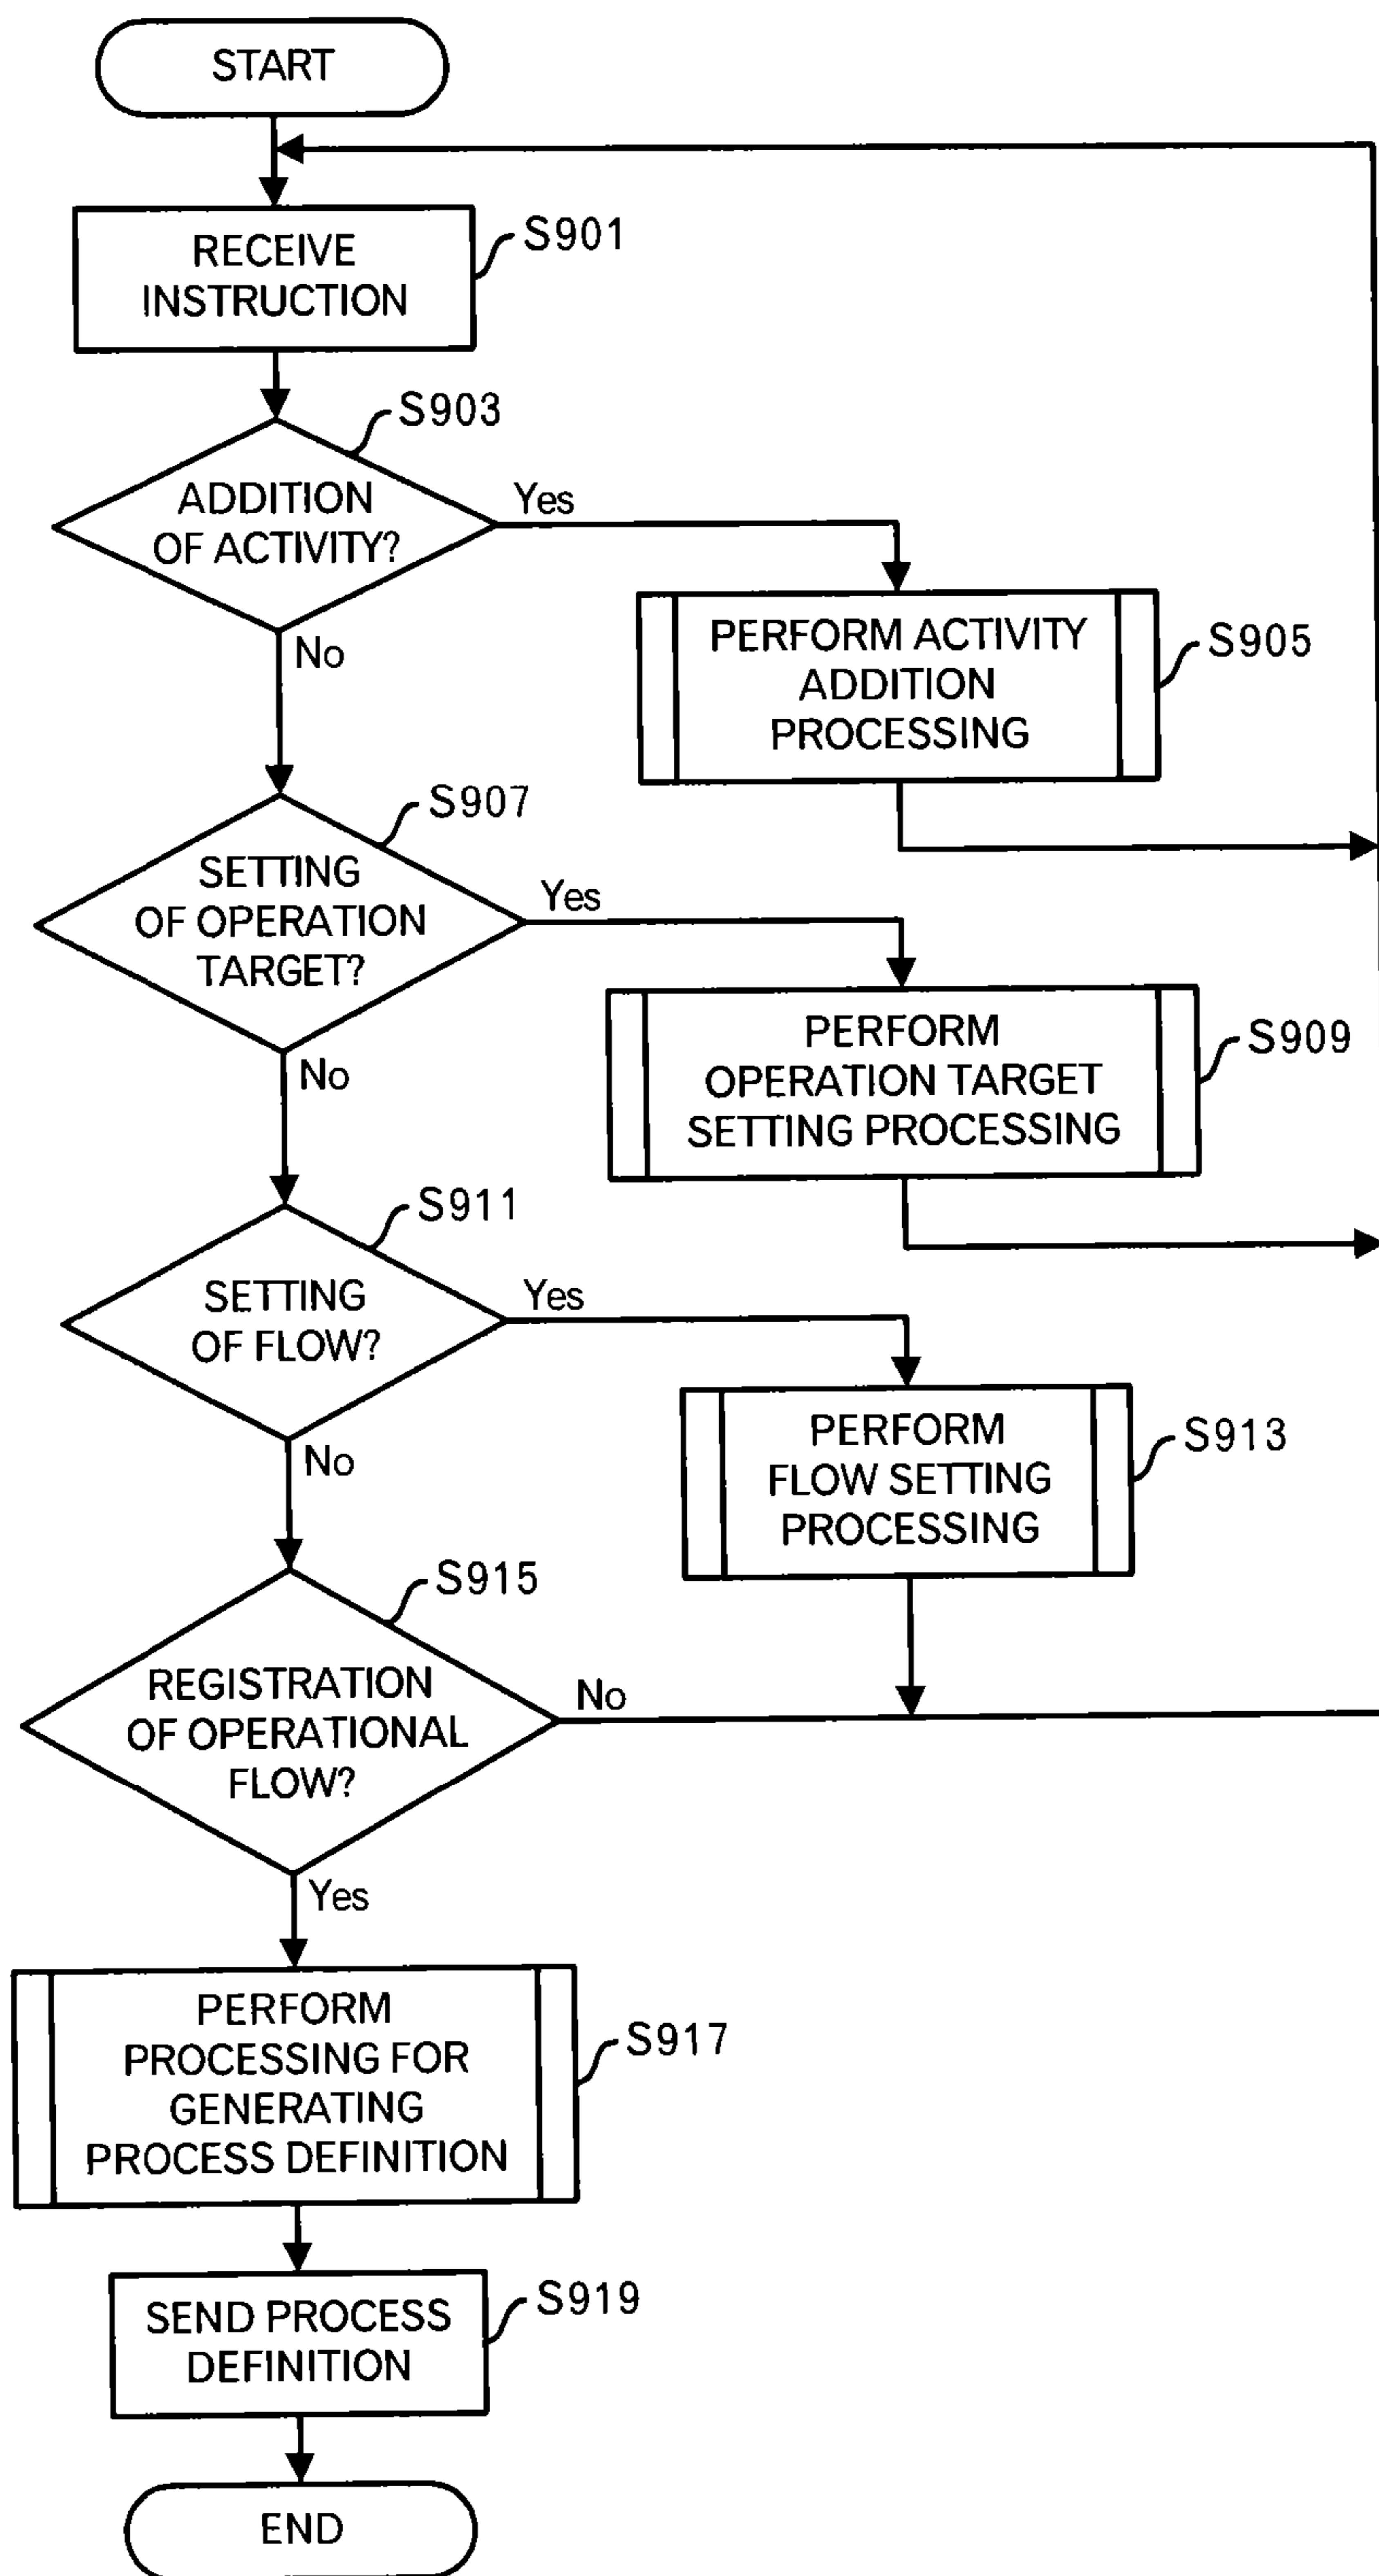 START
RECEIVE
INSTRUCTION
S901
S903
ADDITION
OF ACTIVITY?
Yes
No
PERFORM ACTIVITY
ADDITION
PROCESSING
S905
S907
SETTING
OF OPERATION
TARGET?
Yes
No
PERFORM
OPERATION TARGET
SETTING PROCESSING
S909
S911
SETTING
OF FLOW?
Yes
No
PERFORM
FLOW SETTING
PROCESSING
S913
S915
REGISTRATION
OF OPERATIONAL
FLOW?
No
Yes
PERFORM
PROCESSING FOR
GENERATING
PROCESS DEFINITION
S917
SEND PROCESS
DEFINITION
S919
END